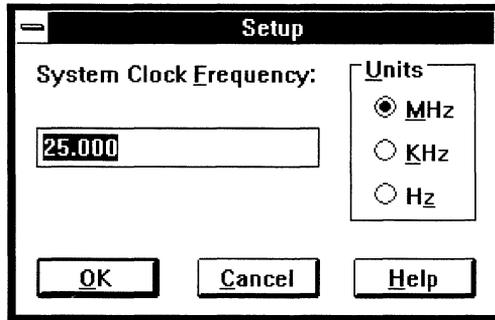 Setup
System Clock Frequency:
25.000
Units
MHz
KHz
Hz
OK
Cancel
Help